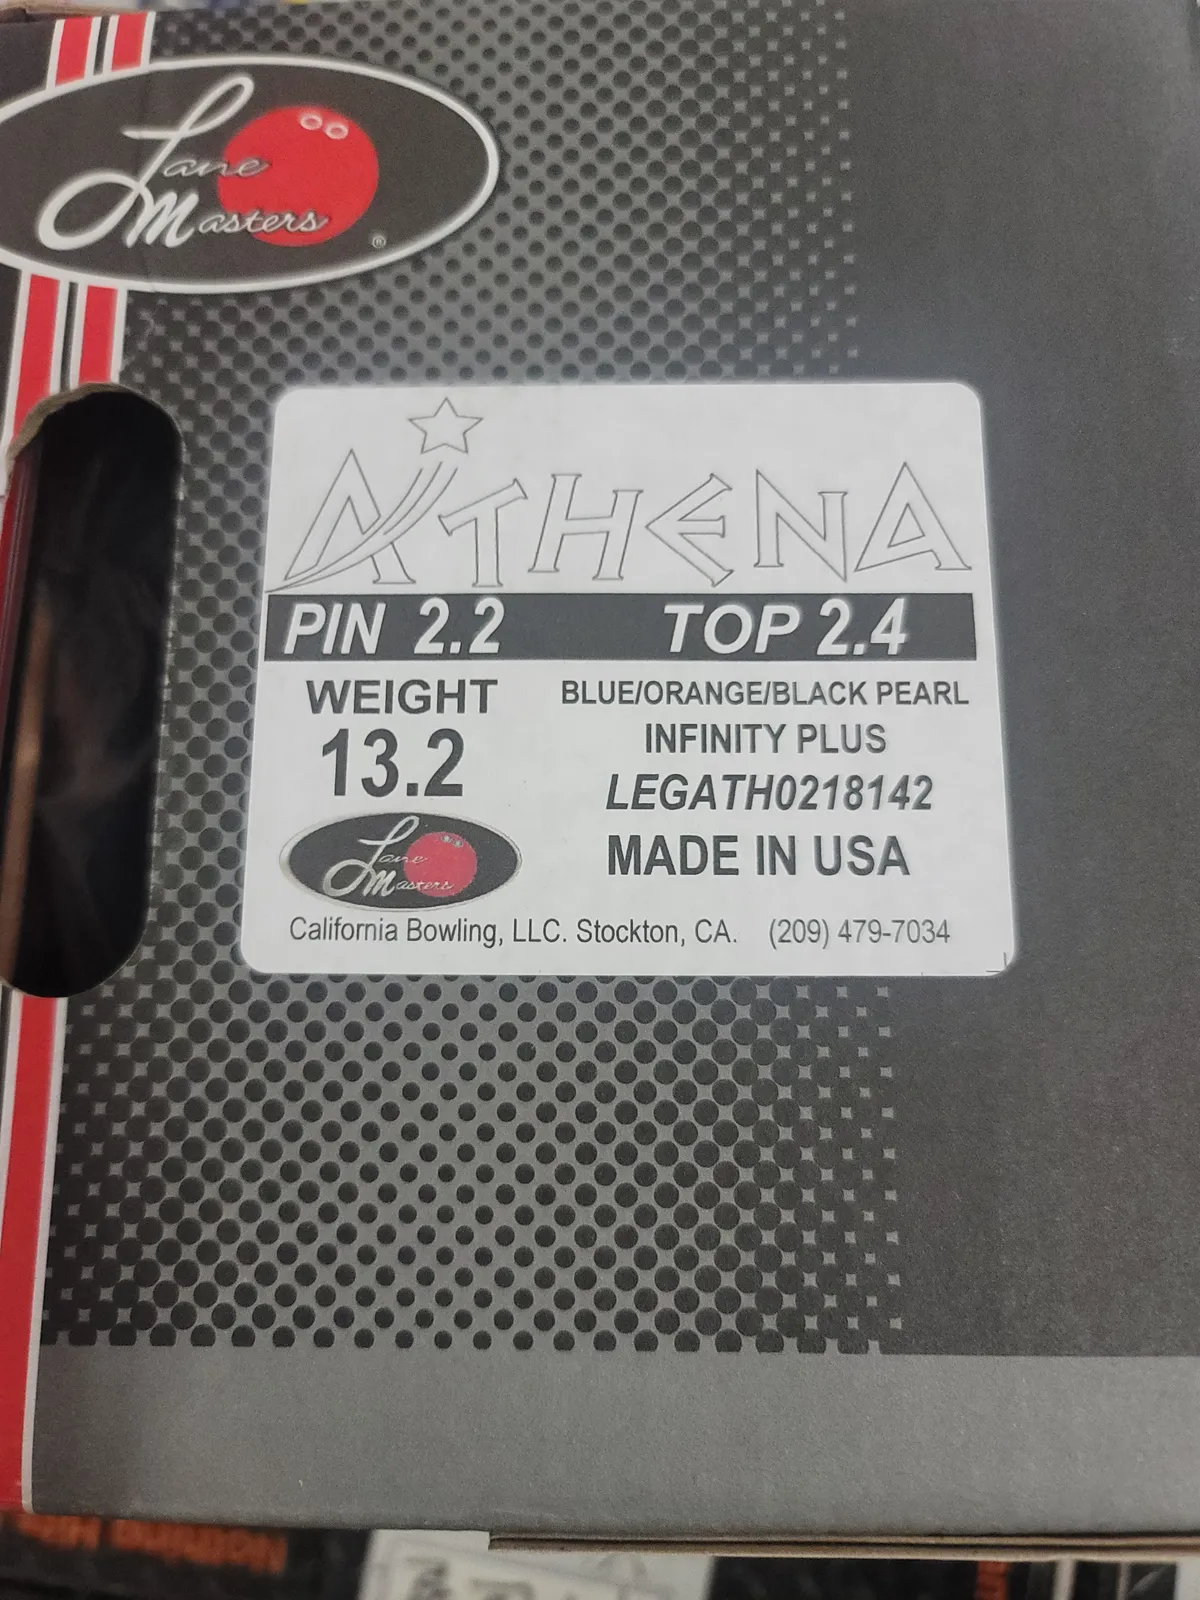 Lane
Masters
®
ATHENA
PIN 2.2 TOP 2.4
WEIGHT
13.2
BLUE/ORANGE/BLACK PEARL
INFINITY PLUS
LEGATH0218142
MADE IN USA
Lane
Masters
California Bowling, LLC. Stockton, CA. (209) 479-7034